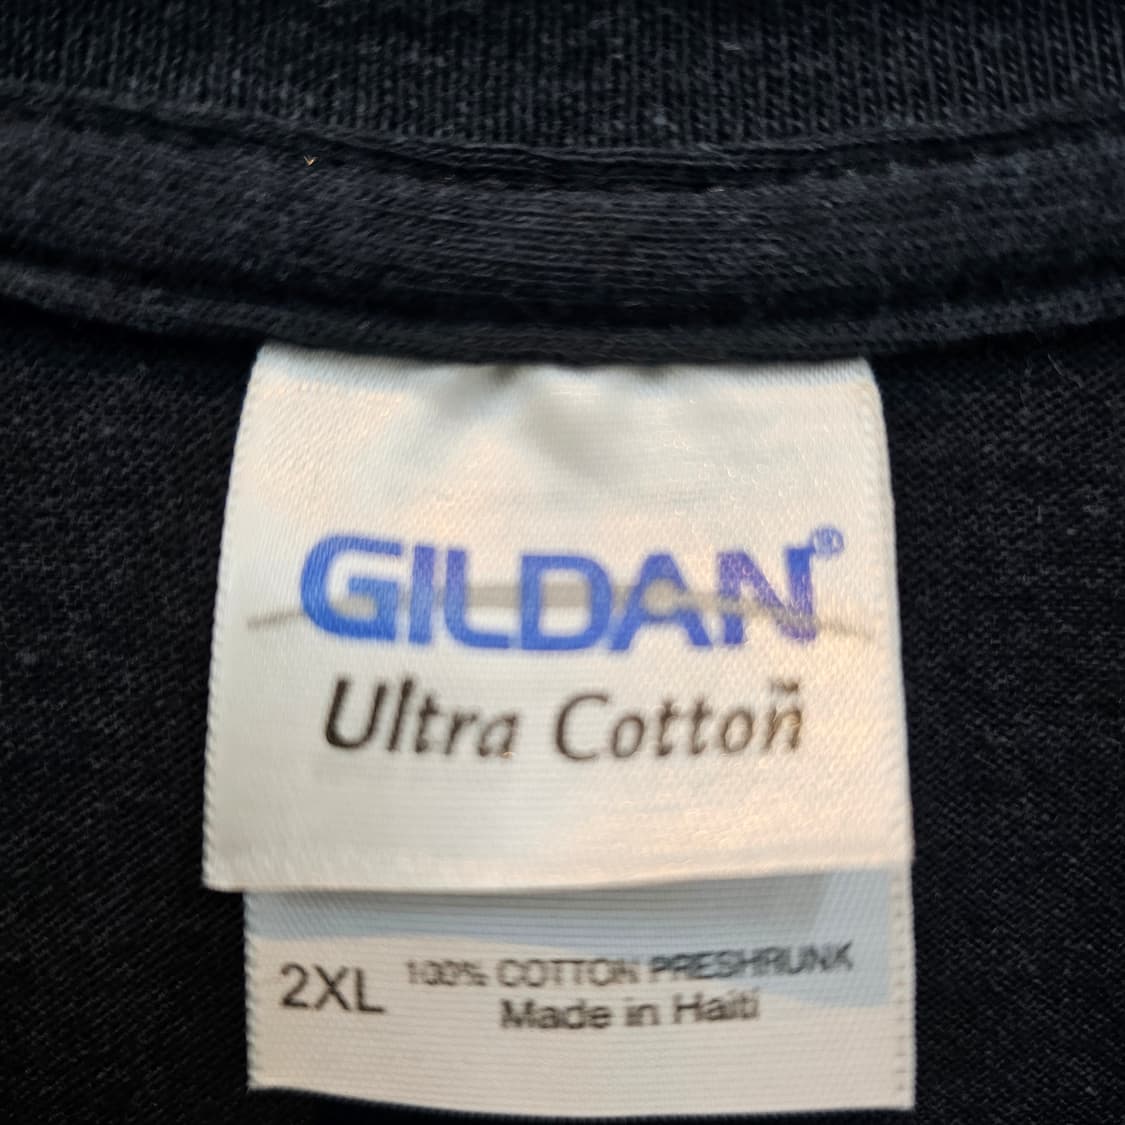 GILDAN®
Ultra Cotton™
2XL
100% COTTON PRESHRUNK
Made in Haiti